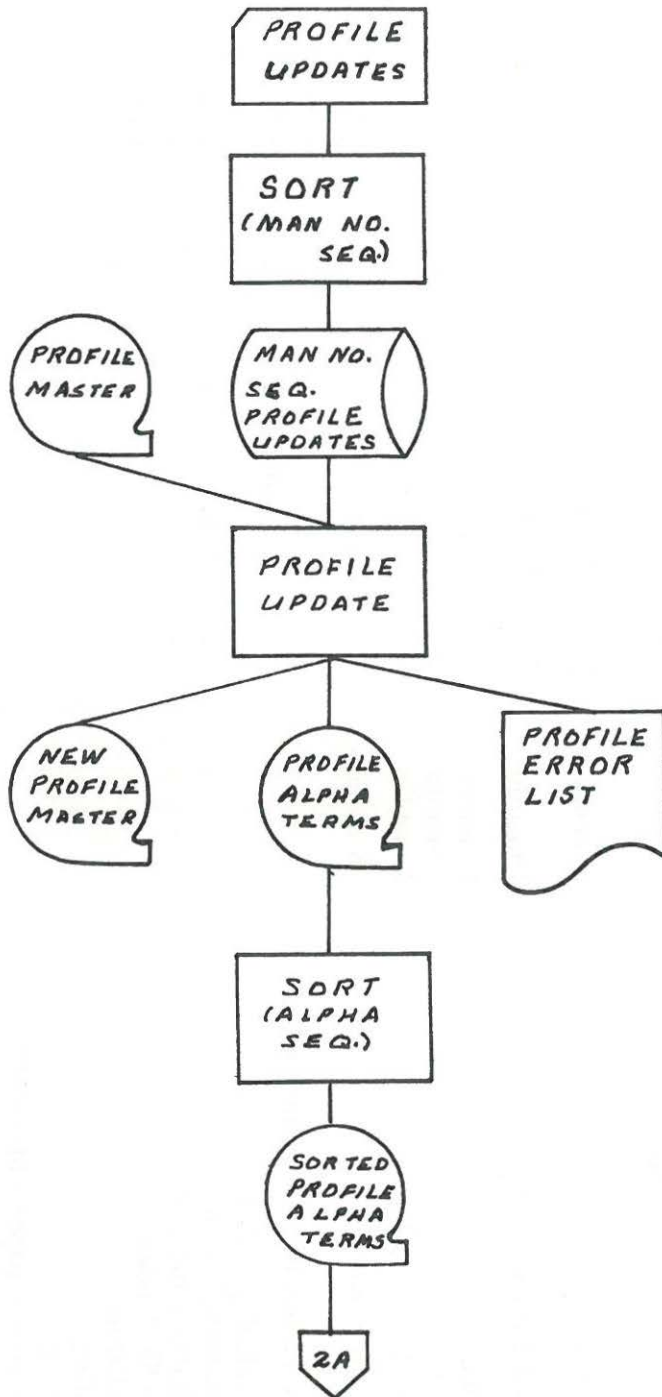 PROFILE
UPDATES
SORT
(MAN NO.
SEQ.)
PROFILE
MASTER
MAN NO.
SEQ.
PROFILE
UPDATES
PROFILE
UPDATE
NEW
PROFILE
MASTER
PROFILE
ALPHA
TERMS
PROFILE
ERROR
LIST
SORT
(ALPHA
SEQ.)
SORTED
PROFILE
ALPHA
TERMS
2A